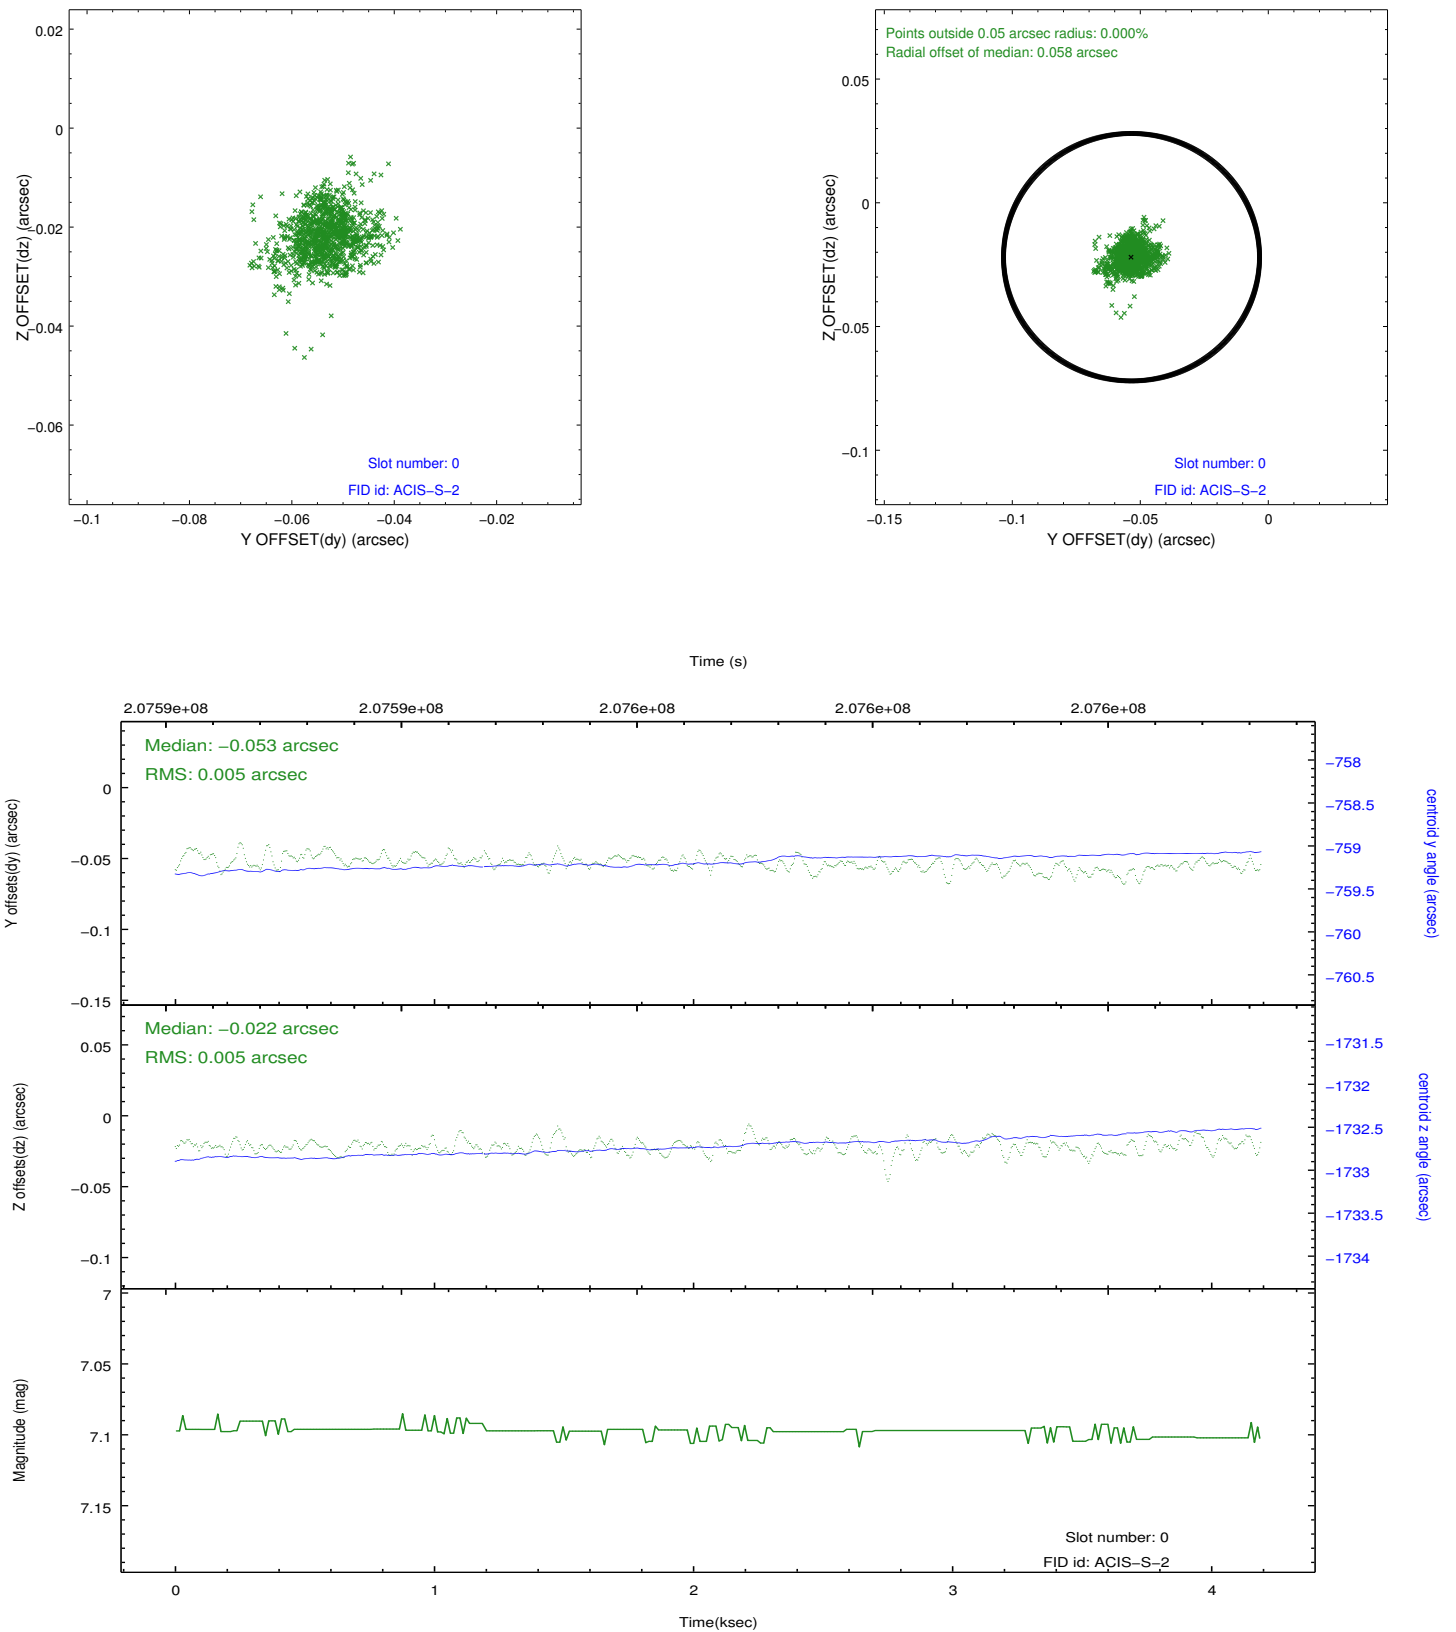 0.02
0
−0.02
−0.04
−0.06
Z OFFSET(dz) (arcsec)
Slot number: 0
FID id: ACIS−S−2
−0.1
−0.08
−0.06
−0.04
−0.02
Y OFFSET(dy) (arcsec)
Points outside 0.05 arcsec radius: 0.000%
Radial offset of median: 0.058 arcsec
0.05
0
−0.05
−0.1
Z OFFSET(dz) (arcsec)
Slot number: 0
FID id: ACIS−S−2
−0.15
−0.1
−0.05
0
Y OFFSET(dy) (arcsec)
Time (s)
2.0759e+08
2.0759e+08
2.076e+08
2.076e+08
2.076e+08
Median: −0.053 arcsec
RMS: 0.005 arcsec
0
−0.05
−0.1
−0.15
Y offsets(dy) (arcsec)
−758
−758.5
−759
−759.5
−760
−760.5
centroid y angle (arcsec)
Median: −0.022 arcsec
RMS: 0.005 arcsec
0.05
0
−0.05
−0.1
Z offsets(dz) (arcsec)
−1731.5
−1732
−1732.5
−1733
−1733.5
−1734
centroid z angle (arcsec)
7
7.05
7.1
7.15
Magnitude (mag)
Slot number: 0
FID id: ACIS−S−2
0
1
2
3
4
Time(ksec)